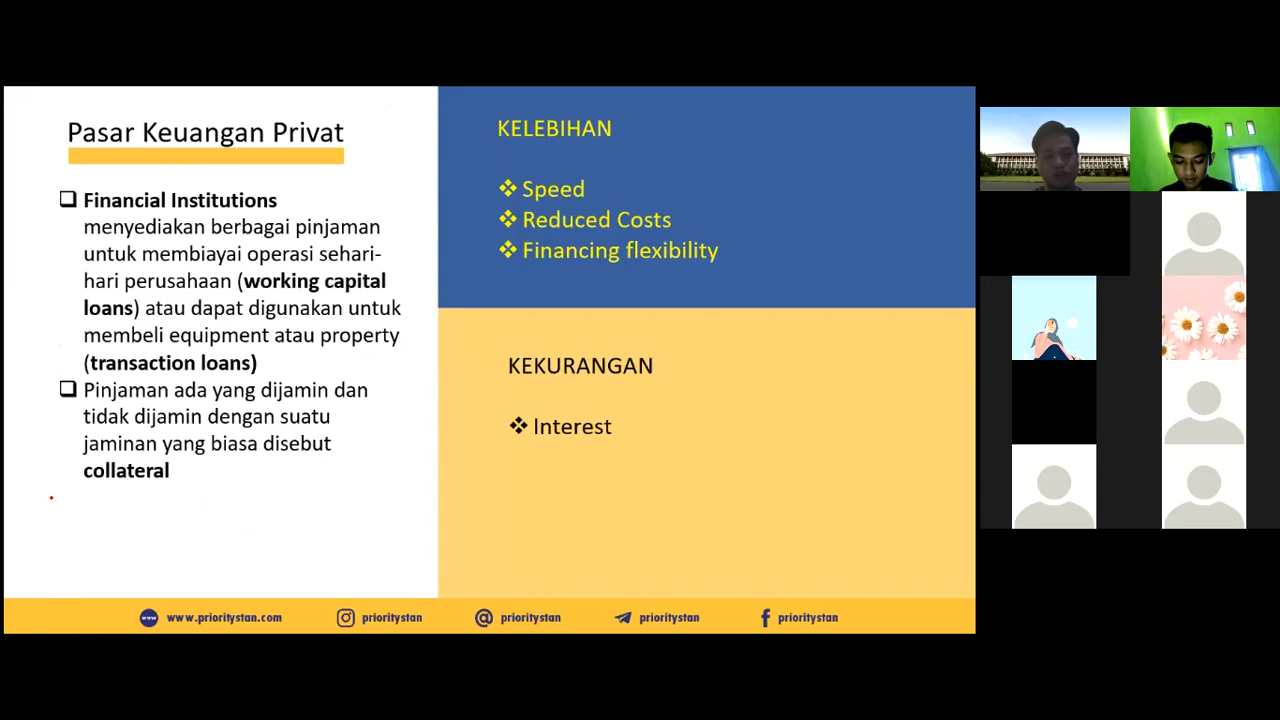 Pasar Keuangan Privat
Financial Institutions
menyediakan berbagai pinjaman
untuk membiayai operasi sehari-
hari perusahaan (working capital
loans) atau dapat digunakan untuk
membeli equipment atau property
(transaction loans)
Pinjaman ada yang dijamin dan
tidak dijamin dengan suatu
jaminan yang biasa disebut
collateral
KELEBIHAN
Speed
Reduced Costs
Financing flexibility
KEKURANGAN
Interest
www www.prioritystan.com prioritystan @ prioritystan prioritystan f prioritystan